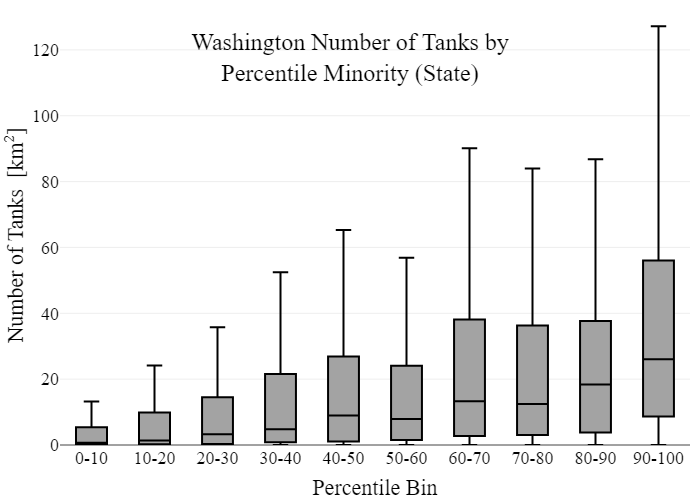 Washington Number of Tanks by
Percentile Minority (State)
Number of Tanks [km²]
120
100
80
60
40
20
0
0-10 10-20 20-30 30-40 40-50 50-60 60-70 70-80 80-90 90-100
Percentile Bin